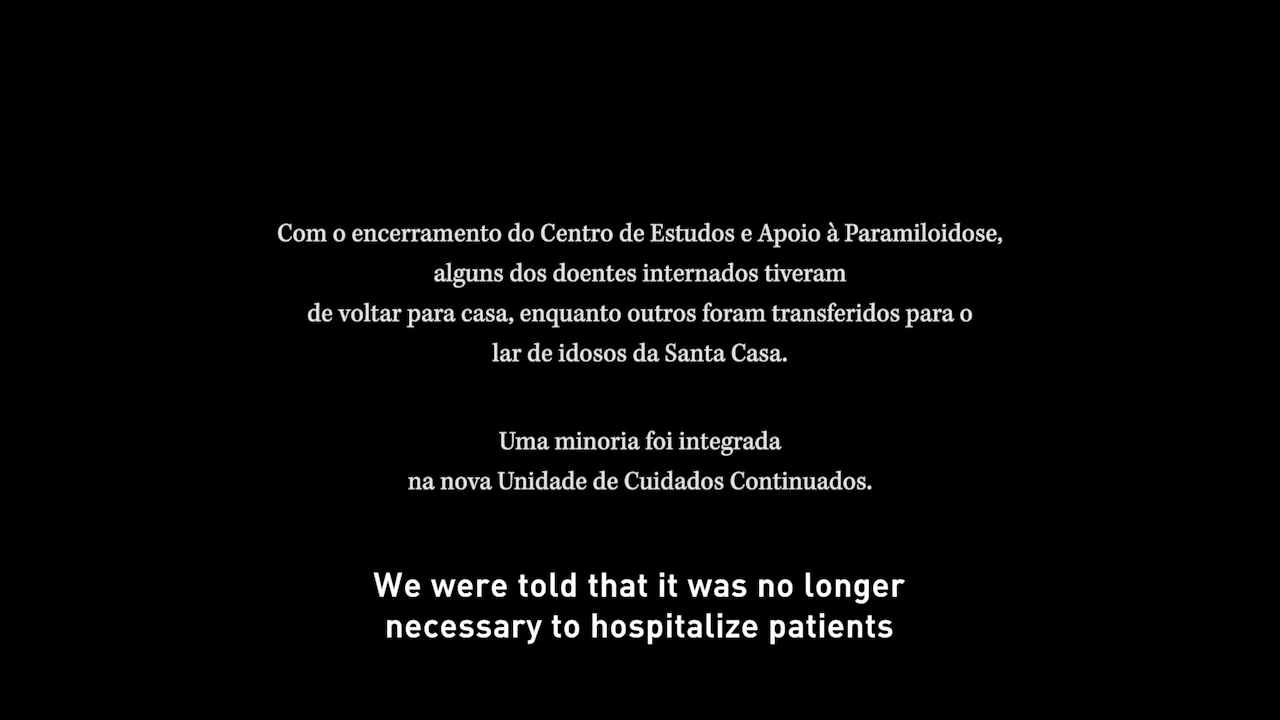 Com o encerramento do Centro de Estudos e Apoio à Paramiloidose,
alguns dos doentes internados tiveram
de voltar para casa, enquanto outros foram transferidos para o
lar de idosos da Santa Casa.
Uma minoria foi integrada
na nova Unidade de Cuidados Continuados.
We were told that it was no longer
necessary to hospitalize patients